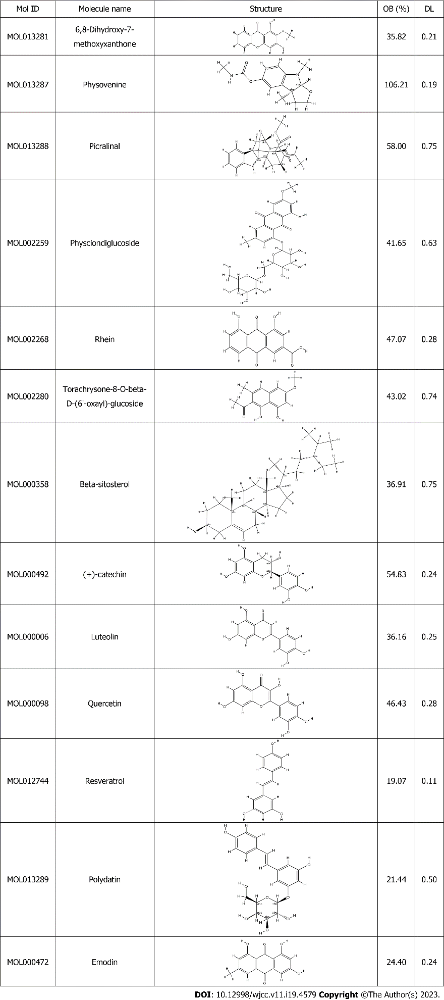 Mol ID Molecule name Structure OB (%) DL
MOL013281 6,8-Dihydroxy-7-
methoxyxanthone 35.82 0.21
MOL013287 Physovenine 106.21 0.19
MOL013288 Picralinal 58.00 0.75
MOL002259 Physciondiglucoside 41.65 0.63
MOL002268 Rhein 47.07 0.28
MOL002280 Torachrysone-8-O-beta-
D-(6'-oxayl)-glucoside 43.02 0.74
MOL000358 Beta-sitosterol 36.91 0.75
MOL000492 (+)-catechin 54.83 0.24
MOL000006 Luteolin 36.16 0.25
MOL000098 Quercetin 46.43 0.28
MOL012744 Resveratrol 19.07 0.11
MOL013289 Polydatin 21.44 0.50
MOL000472 Emodin 24.40 0.24
DOI: 10.12998/wjcc.v11.i19.4579 Copyright ©The Author(s) 2023.